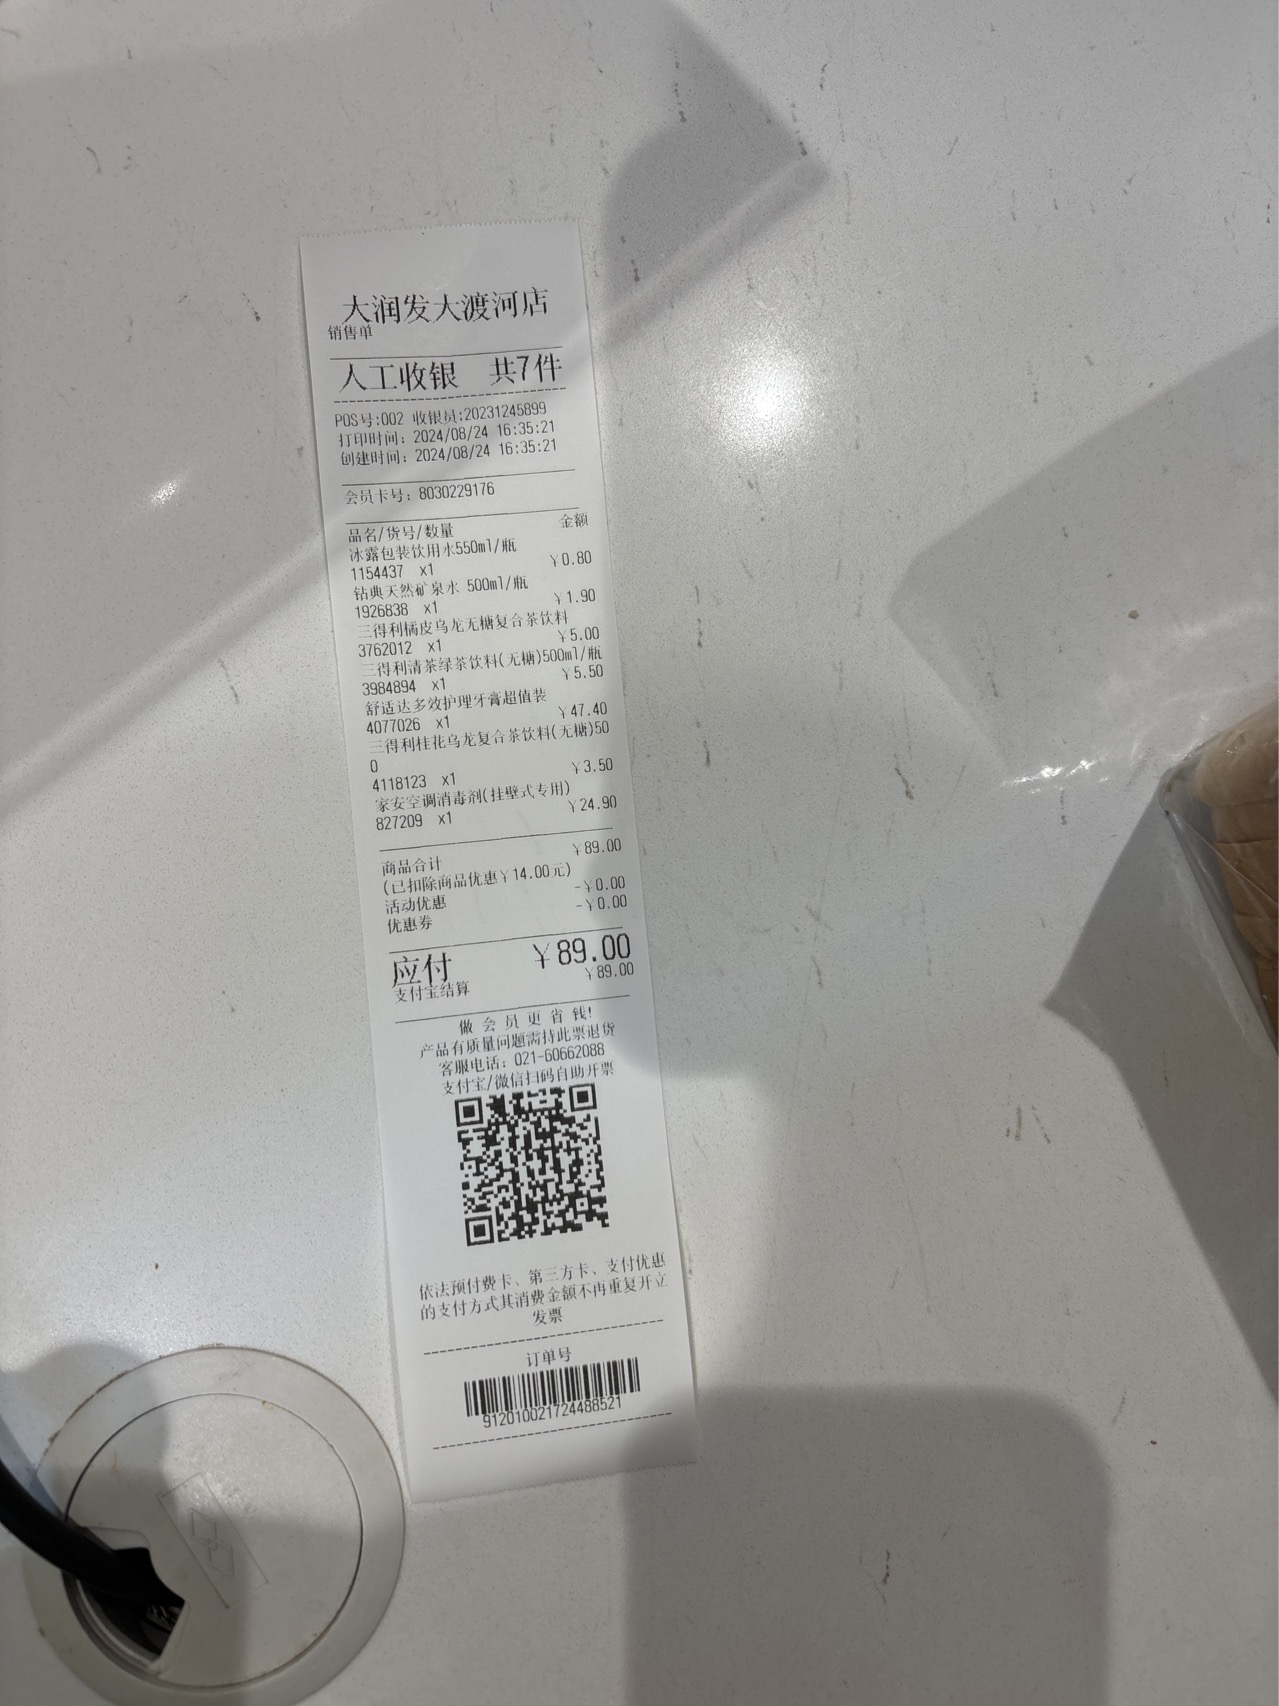 大润发大渡河店
销售单
人工收银 共7件
POS号:002 收银员:20231245899
打印时间: 2024/08/24 16:35:21
创建时间: 2024/08/24 16:35:21
会员卡号: 8030229176
品名/货号/数量 金额
冰露包装饮用水550ml/瓶
1154437 x1 ¥0.80
钻典天然矿泉水 500ml/瓶
1926838 x1 ¥1.90
三得利橘皮乌龙无糖复合茶饮料
3762012 x1 ¥5.00
三得利清茶绿茶饮料(无糖)500ml/瓶
3984894 x1 ¥5.50
舒适达多效护理牙膏超值装
4077026 x1 ¥47.40
三得利桂花乌龙复合茶饮料(无糖)50
0
4118123 x1 ¥3.50
家安空调消毒剂(挂壁式专用)
827209 x1 ¥24.90
商品合计 ¥89.00
(已扣除商品优惠¥14.00元)
活动优惠 -¥0.00
优惠券 -¥0.00
应付 ¥89.00
支付宝结算 ¥89.00
做 会 员 更 省 钱!
产品有质量问题需持此票退货
客服电话: 021-60662088
支付宝/微信扫码自助开票
依法预付费卡、第三方卡、支付优惠
的支付方式其消费金额不再重复开立
发票
订单号
912010021724488521